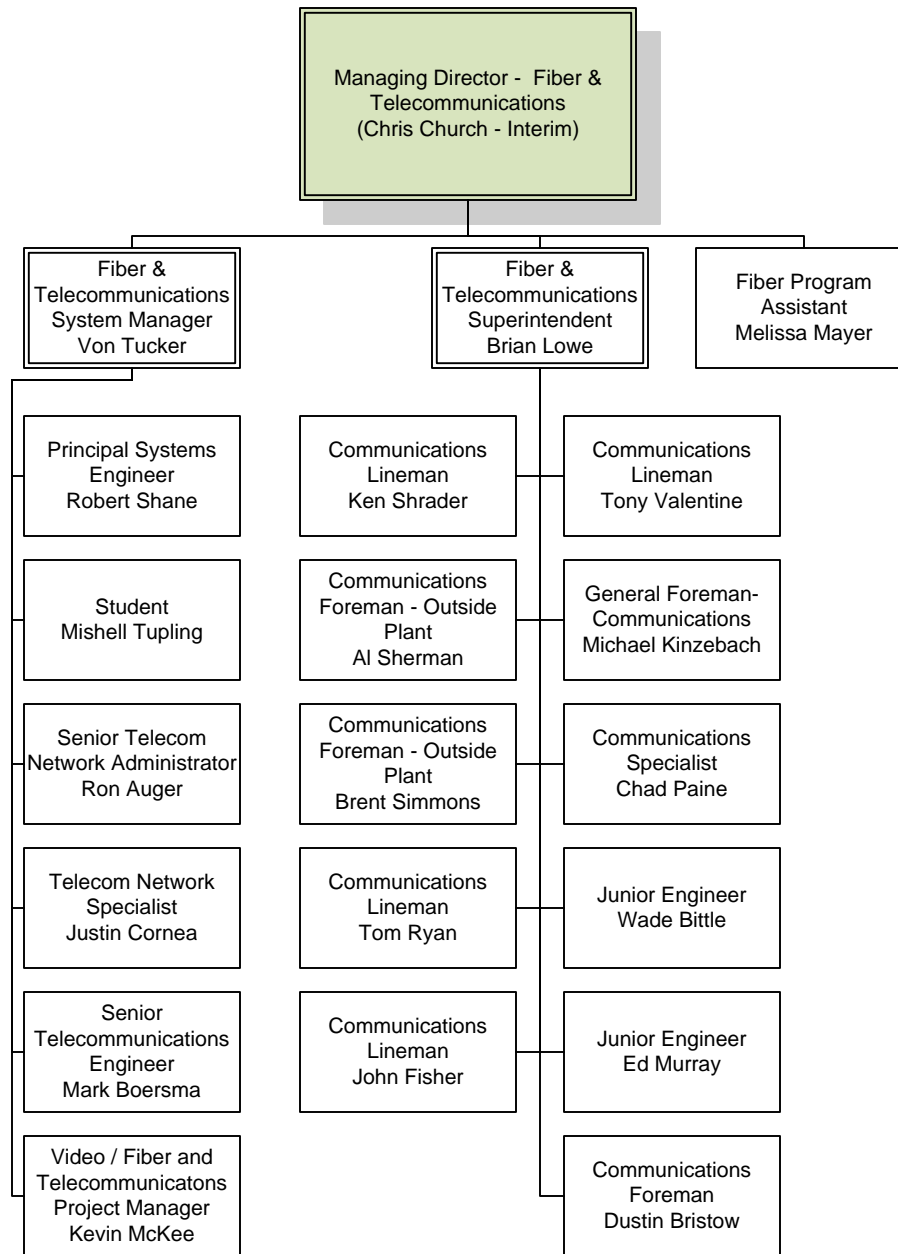 Managing Director -  Fiber &
Telecommunications
(Chris Church - Interim)
Fiber &
Telecommunications
System Manager
Von Tucker
Fiber &
Telecommunications
Superintendent
Brian Lowe
Fiber Program
Assistant
Melissa Mayer
Principal Systems
Engineer
Robert Shane
Student
Mishell Tupling
Senior Telecom
Network Administrator
Ron Auger
Telecom Network
Specialist
Justin Cornea
Senior
Telecommunications
Engineer
Mark Boersma
Video / Fiber and
Telecommunicatons
Project Manager
Kevin McKee
Communications
Lineman
Ken Shrader
Communications
Foreman - Outside
Plant
Al Sherman
Communications
Foreman - Outside
Plant
Brent Simmons
Communications
Lineman
Tom Ryan
Communications
Lineman
John Fisher
Communications
Lineman
Tony Valentine
General Foreman-
Communications
Michael Kinzebach
Communications
Specialist
Chad Paine
Junior Engineer
Wade Bittle
Junior Engineer
Ed Murray
Communications
Foreman
Dustin Bristow